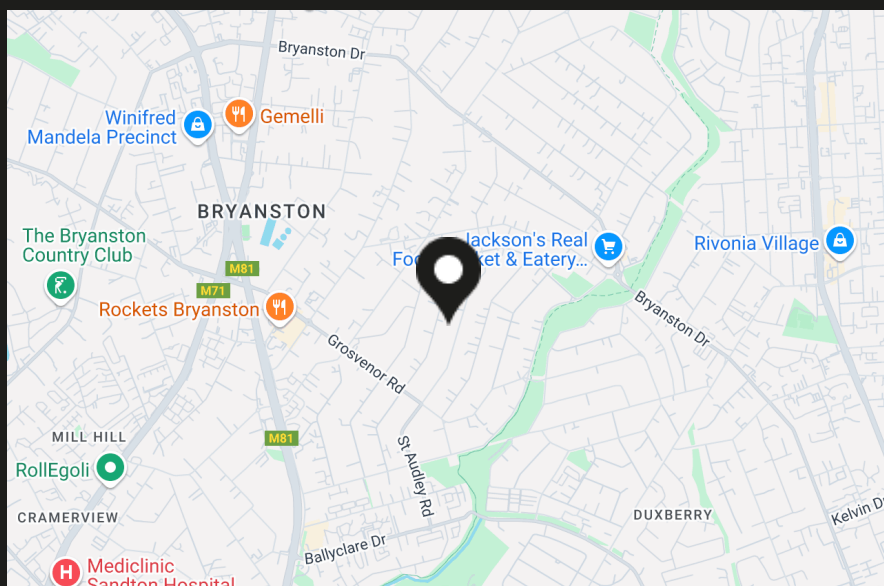 Bryanston Dr
Winifred
Mandela Precinct
Gemelli
BRYANSTON
The Bryanston
Country Club
Jackson's Real
ket & Eatery...
Rivonia Village
M81
M71
Rockets Bryanston
Bryanston Dr
Grosvenor Rd
MILL HILL
M81
RollEgoli
St Audley Rd
CRAMERVIEW
DUXBERRY
Kelvin Dr
Ballyclare Dr
Mediclinic
Sandton Hospital